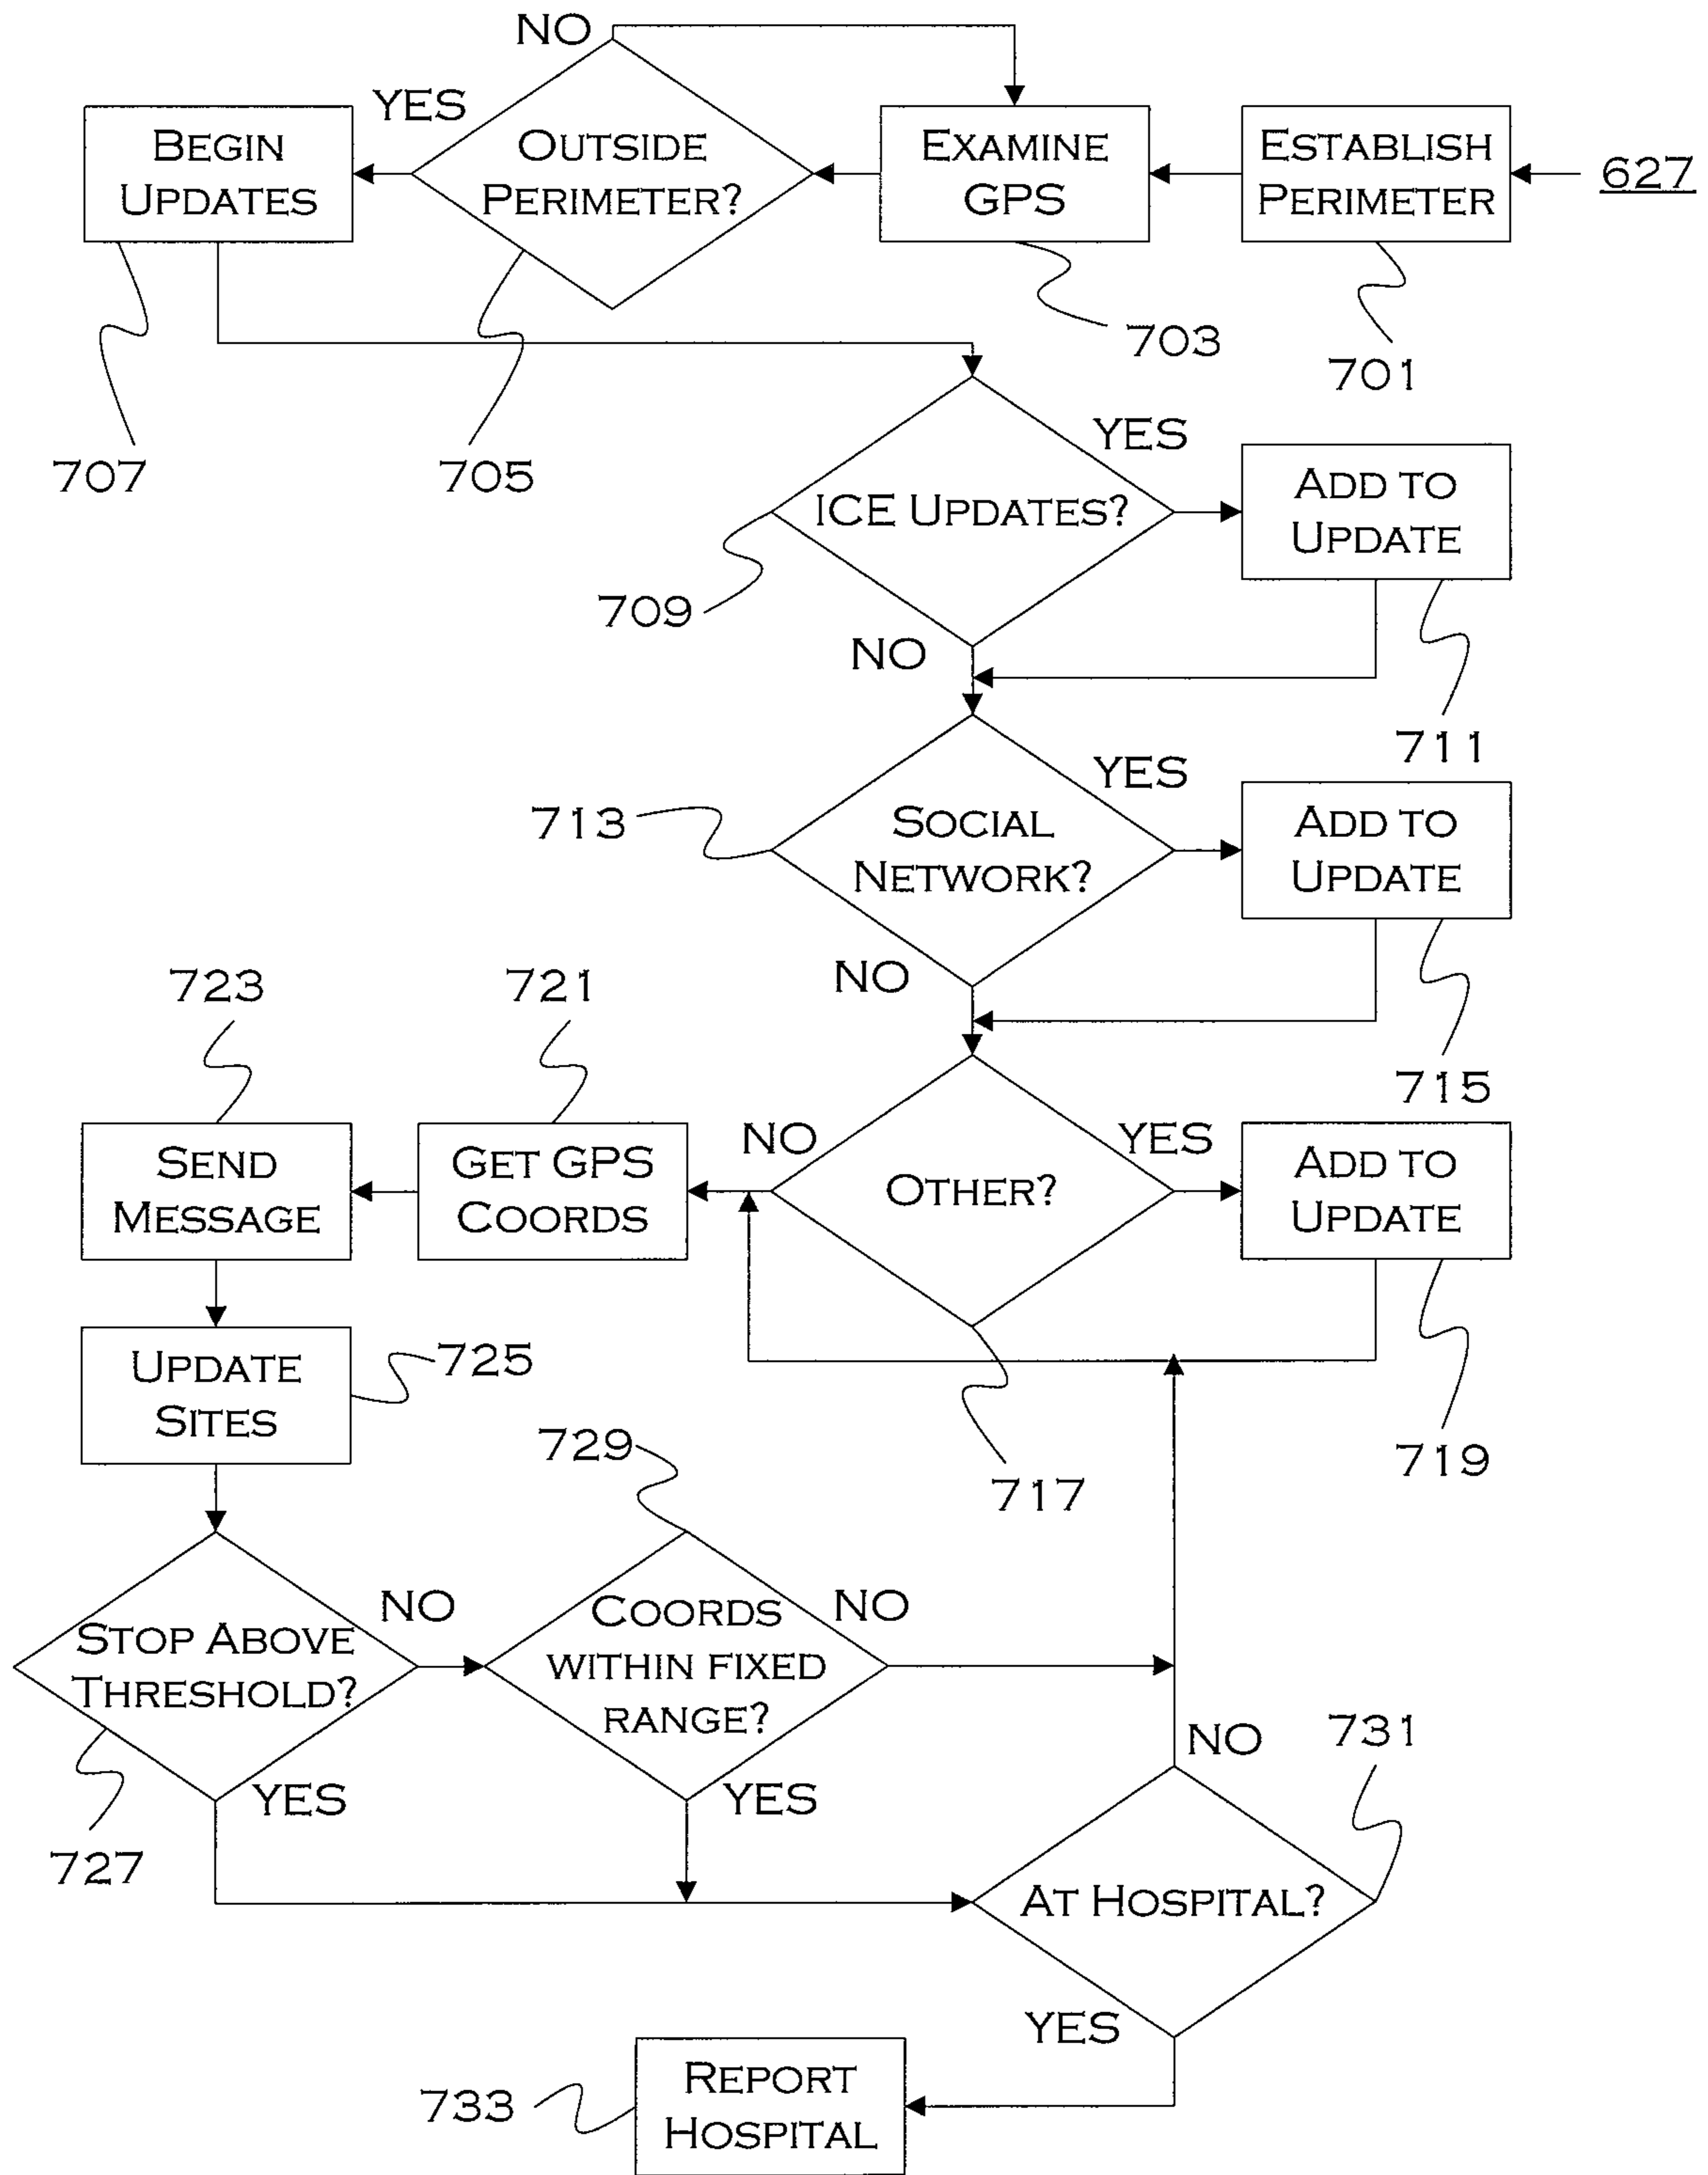 NO
YES
BEGIN
UPDATES
OUTSIDE
PERIMETER?
EXAMINE
GPS
ESTABLISH
PERIMETER
627
703
701
707
705
YES
ICE UPDATES?
ADD TO
UPDATE
709
NO
711
YES
713
SOCIAL
NETWORK?
ADD TO
UPDATE
NO
723
721
715
NO
YES
SEND
MESSAGE
GET GPS
COORDS
OTHER?
ADD TO
UPDATE
UPDATE
SITES
725
729
717
719
NO
NO
STOP ABOVE
THRESHOLD?
COORDS
WITHIN FIXED
RANGE?
731
NO
YES
YES
727
AT HOSPITAL?
YES
REPORT
HOSPITAL
733